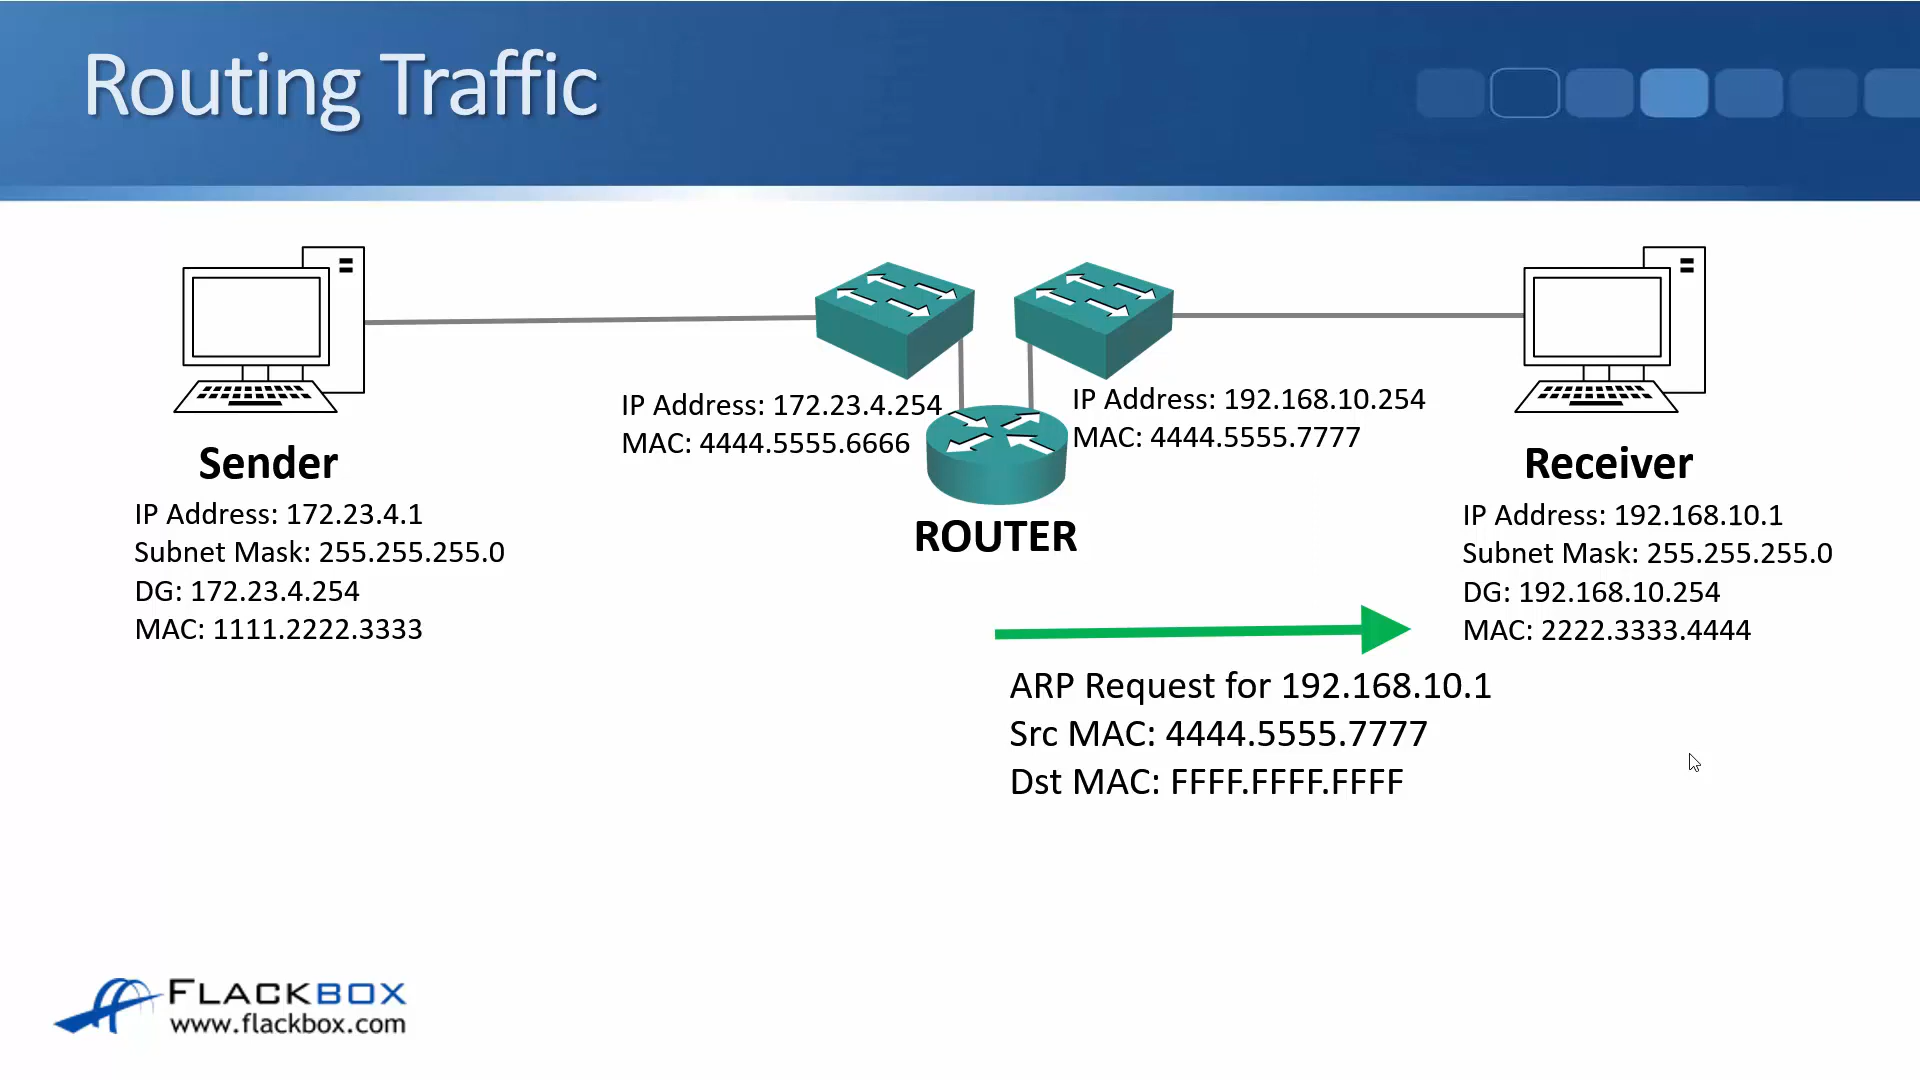 Routing Traffic
IP Address: 172.23.4.254
MAC: 4444.5555.6666
IP Address: 192.168.10.254
MAC: 4444.5555.7777
Sender
IP Address: 172.23.4.1
Subnet Mask: 255.255.255.0
DG: 172.23.4.254
MAC: 1111.2222.3333
ROUTER
Receiver
IP Address: 192.168.10.1
Subnet Mask: 255.255.255.0
DG: 192.168.10.254
MAC: 2222.3333.4444
ARP Request for 192.168.10.1
Src MAC: 4444.5555.7777
Dst MAC: FFFF.FFFF.FFFF
FLACKBOX
www.flackbox.com